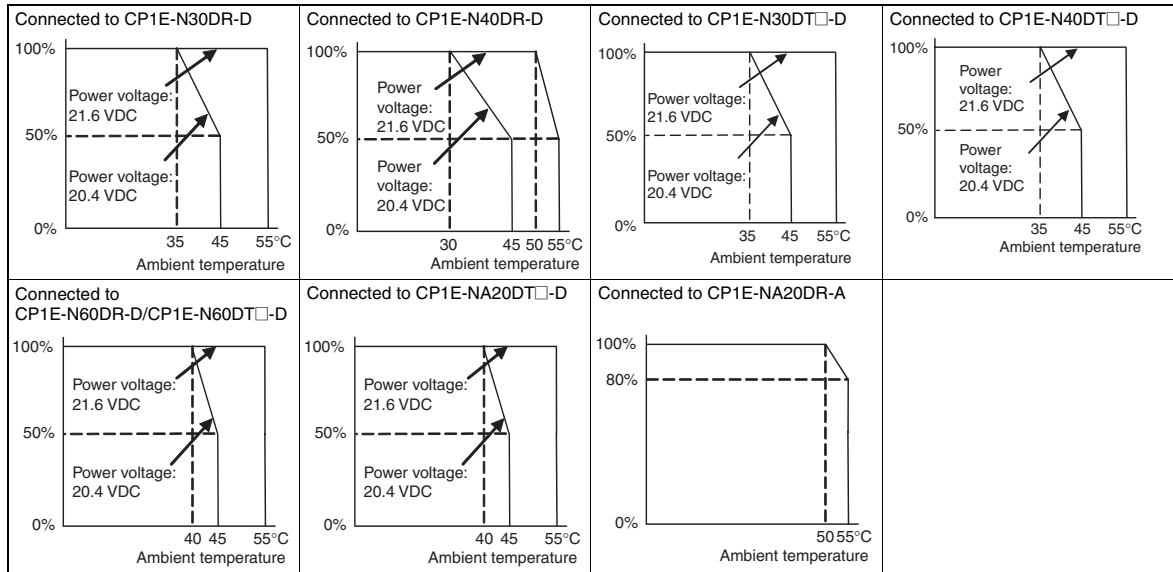 Connected to CP1E-N30DR-D
100%
Power voltage:
21.6 VDC
50%
Power voltage:
20.4 VDC
0%
35 45 55°C
Ambient temperature
Connected to CP1E-N40DR-D
100%
Power
voltage:
21.6 VDC
50%
Power
voltage:
20.4 VDC
0%
30 45 50 55°C
Ambient temperature
Connected to CP1E-N30DT□-D
100%
Power voltage:
21.6 VDC
50%
Power voltage:
20.4 VDC
0%
35 45 55°C
Ambient temperature
Connected to CP1E-N40DT□-D
100%
Power
voltage:
21.6 VDC
50%
Power voltage:
20.4 VDC
0%
35 45 55°C
Ambient temperature
Connected to
CP1E-N60DR-D/CP1E-N60DT□-D
100%
Power voltage:
21.6 VDC
50%
Power voltage:
20.4 VDC
0%
40 45 55°C
Ambient temperature
Connected to CP1E-NA20DT□-D
100%
Power voltage:
21.6 VDC
50%
Power voltage:
20.4 VDC
0%
40 45 55°C
Ambient temperature
Connected to CP1E-NA20DR-A
100%
80%
0%
50 55°C
Ambient temperature